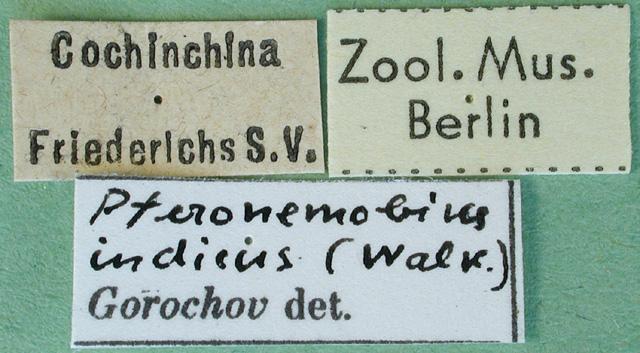 Cochinchina
Friederichs S.V.
Zool. Mus.
Berlin
Pteronemobius
indicus (Walk.)
Gorochov det.